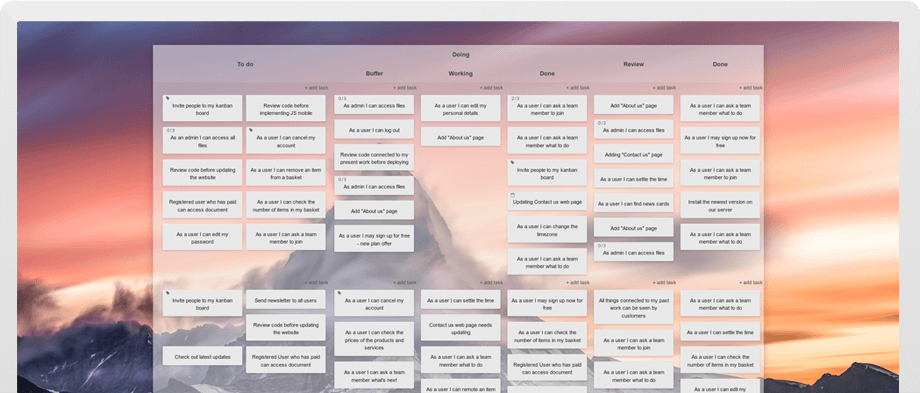 Doing
To do
Review
Done
Buffer
Working
Done
+ add task
+ add task
+ add task
+ add task
+ add task
+ add task
Invite people to my kanban
board
Review code before
implementing JS mobile
0/3
As an admin I can access all
files
As a user I can cancel my
account
Review code before updating
the website
As a user I can remove an item
from a basket
Registered user who has paid
can access document
As a user I can check the
number of items in my basket
As a user I can edit my
password
As a user I can ask a team
member to join
0/3
As admin I can access files
As a user I can log out
Review code connected to my
present work before deploying
0/3
As admin I can access files
Add "About us" page
As a user I may sign up for free
- new plan offer
As a user I can edit my
personal details
Add "About us" page
2/3
As a user I can ask a team
member to join
As a user I can ask a team
member what to do
Invite people to my kanban
board
Updating Contact us web page
As a user I can change the
timezone
As a user I can ask a team
member what to do
Add "About us" page
0/3
As admin I can access files
Adding "Contact us" page
As a user I can settle the time
As a user I can find news cards
Add "About us" page
0/3
As admin I can access files
As a user I can ask a team
member what to do
As a user I may sign up now for
free
As a user I can ask a team
member to join
Install the newest version on
our server
As a user I can ask a team
member what to do
+ add task
+ add task
+ add task
+ add task
+ add task
+ add task
Invite people to my kanban
board
Send newsletter to all users
Review code before updating
the website
Check out latest updates
Registered User who has paid
can access document
As a user I can cancel my
account
As a user I can check the
prices of the products and
services
As a user I can ask a team
member what's next
As a user I can settle the time
Contact us web page needs
updating
As a user I can ask a team
member what to do
As a user can remote an item
As a user I may sign up now for
free
As a user I can check the
number of items in my basket
Registered User who has paid
can access document
As a user I can ask a team
All things connected to my paid
work can be seen by
customers
As a user I can ask a team
member to join
As a user I can ask a team
member what to do
As a user I can ask a team
member what to do
As a user I can settle the time
As a user I can check the
number of items in my basket
As a user I can edit my